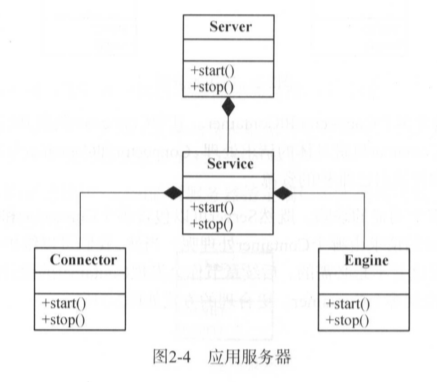 Server
+start()
+stop()
Service
+start()
+stop()
Connector
Engine
+start()
+stop()
+start()
+stop()
图2-4 应用服务器